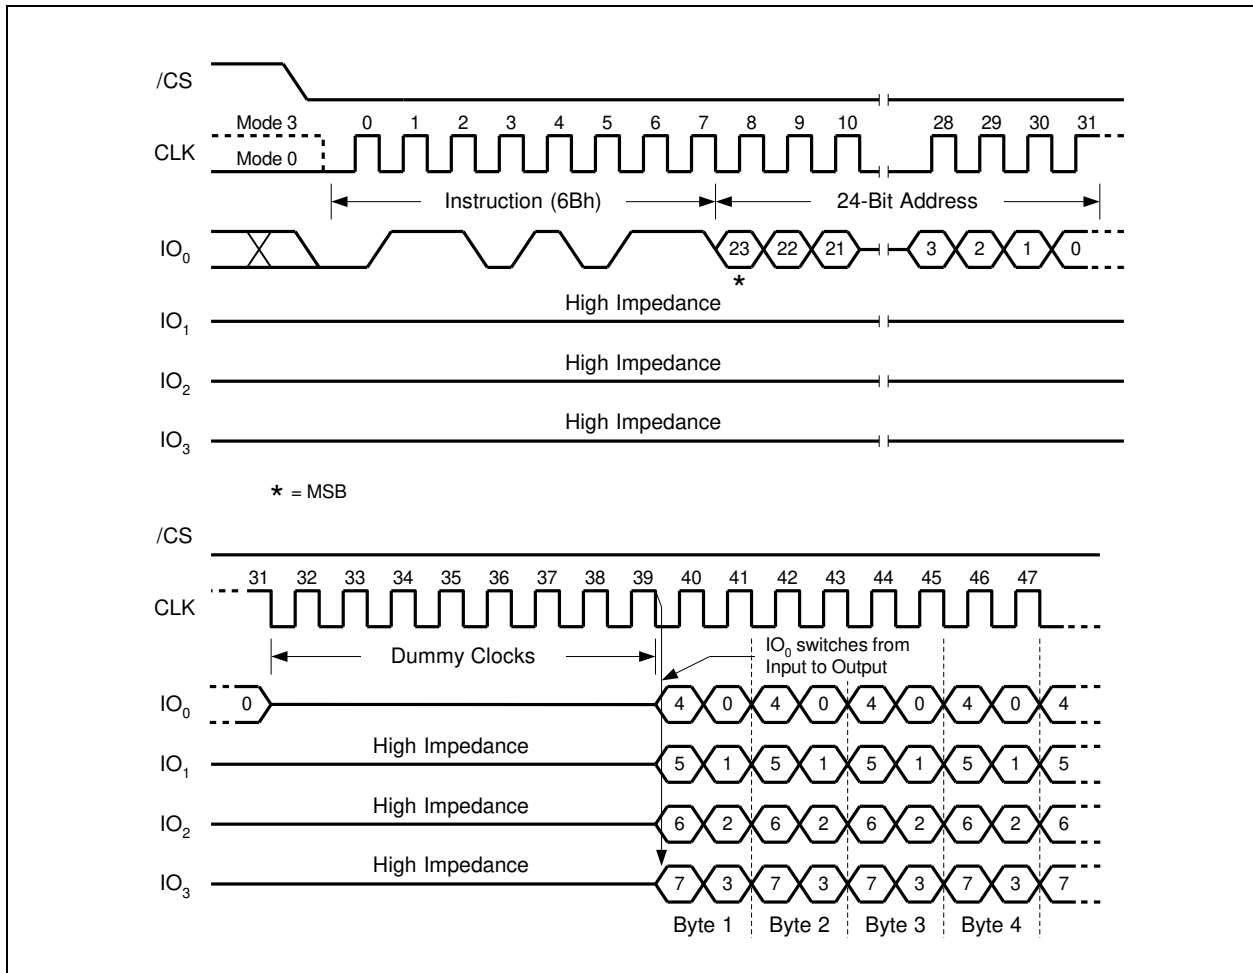 /CS
Mode 3 0 1 2 3 4 5 6 7 8 9 10 28 29 30 31
CLK Mode 0
Instruction (6Bh) 24-Bit Address
IO0 23 22 21 3 2 1 0
*
High Impedance
IO1
High Impedance
IO2
High Impedance
IO3
* = MSB
/CS
31 32 33 34 35 36 37 38 39 40 41 42 43 44 45 46 47
CLK
Dummy Clocks IO0 switches from
Input to Output
IO0 0 4 0 4 0 4 0 4 0 4
High Impedance
IO1 5 1 5 1 5 1 5 1 5
High Impedance
IO2 6 2 6 2 6 2 6 2 6
High Impedance
IO3 7 3 7 3 7 3 7 3 7
Byte 1 Byte 2 Byte 3 Byte 4